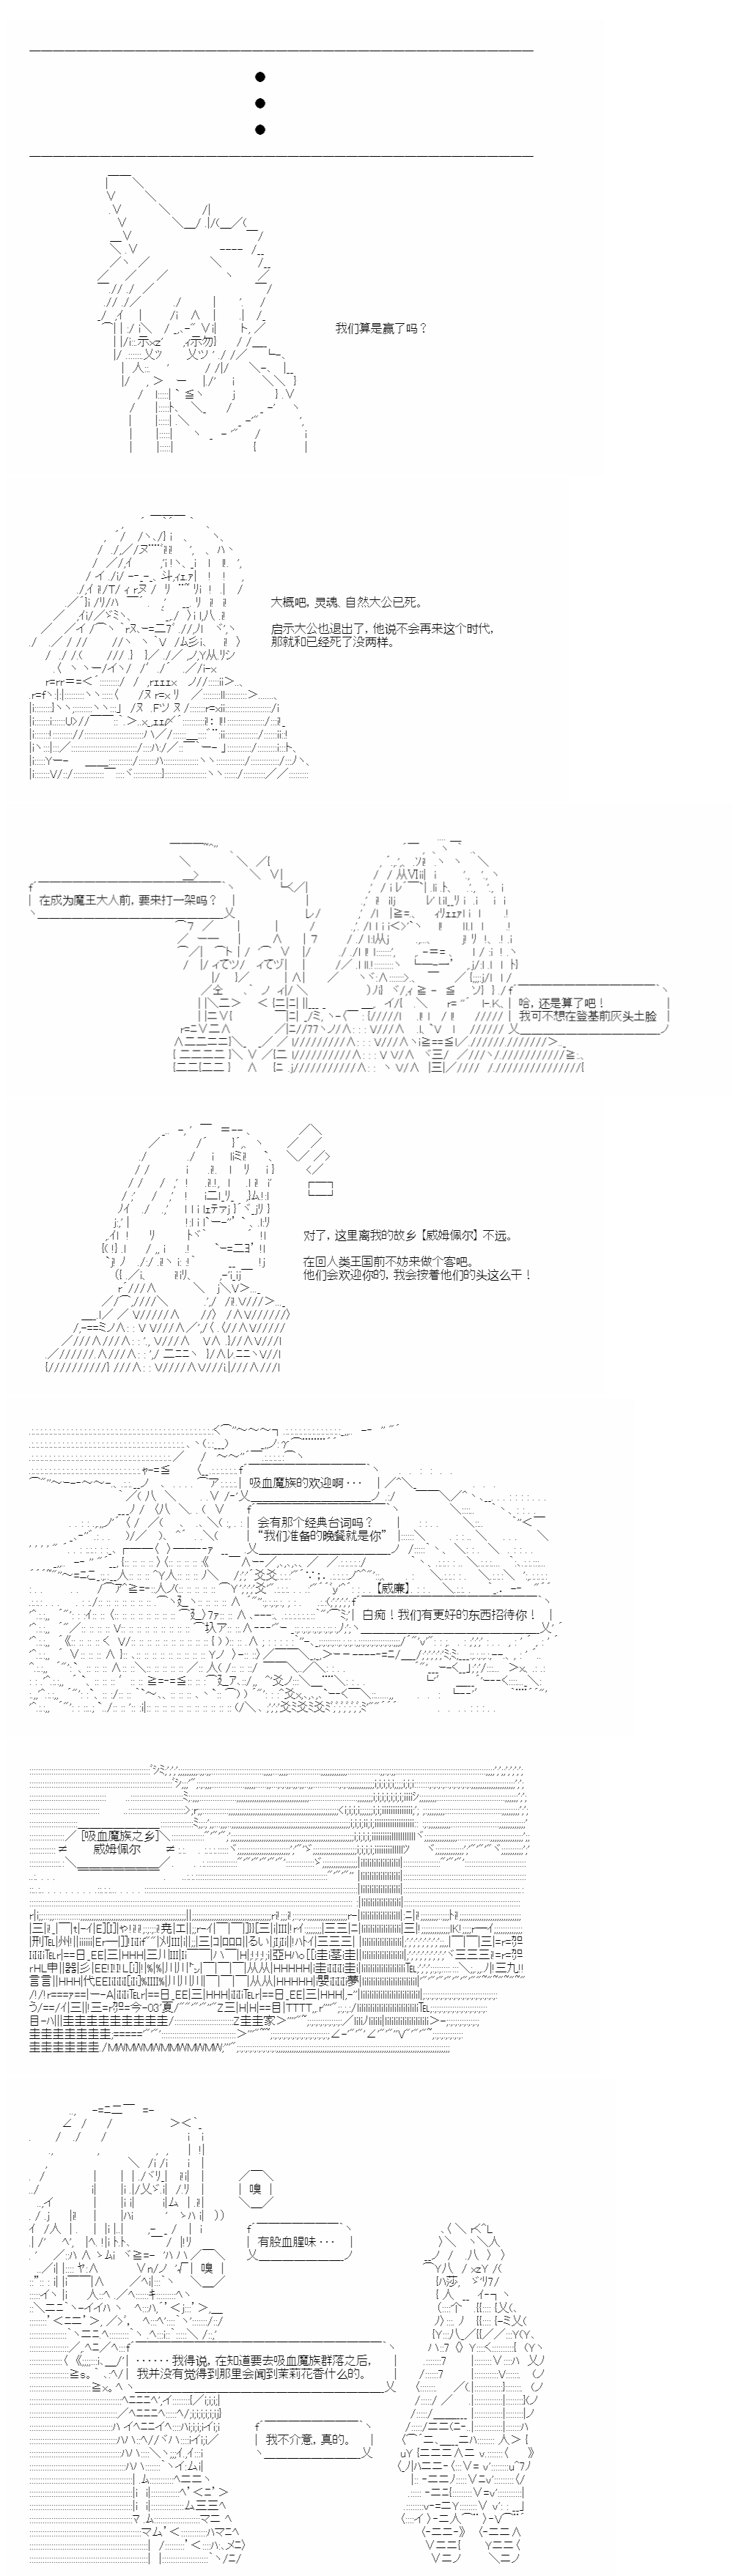 我们算是赢了吗？
大概吧，灵魂、自然大公已死。
启示大公也退出了，他说不会再来这个时代，
那就和已经死了没两样。
在成为魔王大人前，要来打一架吗？
哈，还是算了吧！
我可不想在登基前灰头土脸
对了，这里离我的故乡【威姆佩尔】不远。
在回人类王国前不妨来做个客吧。
他们会欢迎你的，我会按着他们的头这么干！
吸血魔族的欢迎啊･･･
会有那个经典台词吗？
“我们准备的晚餐就是你”
【威廉】
白痴！我们有更好的东西招待你！
[吸血魔族之乡]
威姆佩尔
嗅
嗅
有股血腥味･･･
･･････我得说，在知道要去吸血魔族群落之后，
我并没有觉得到那里会闻到茉莉花香什么的。
我不介意，真的。